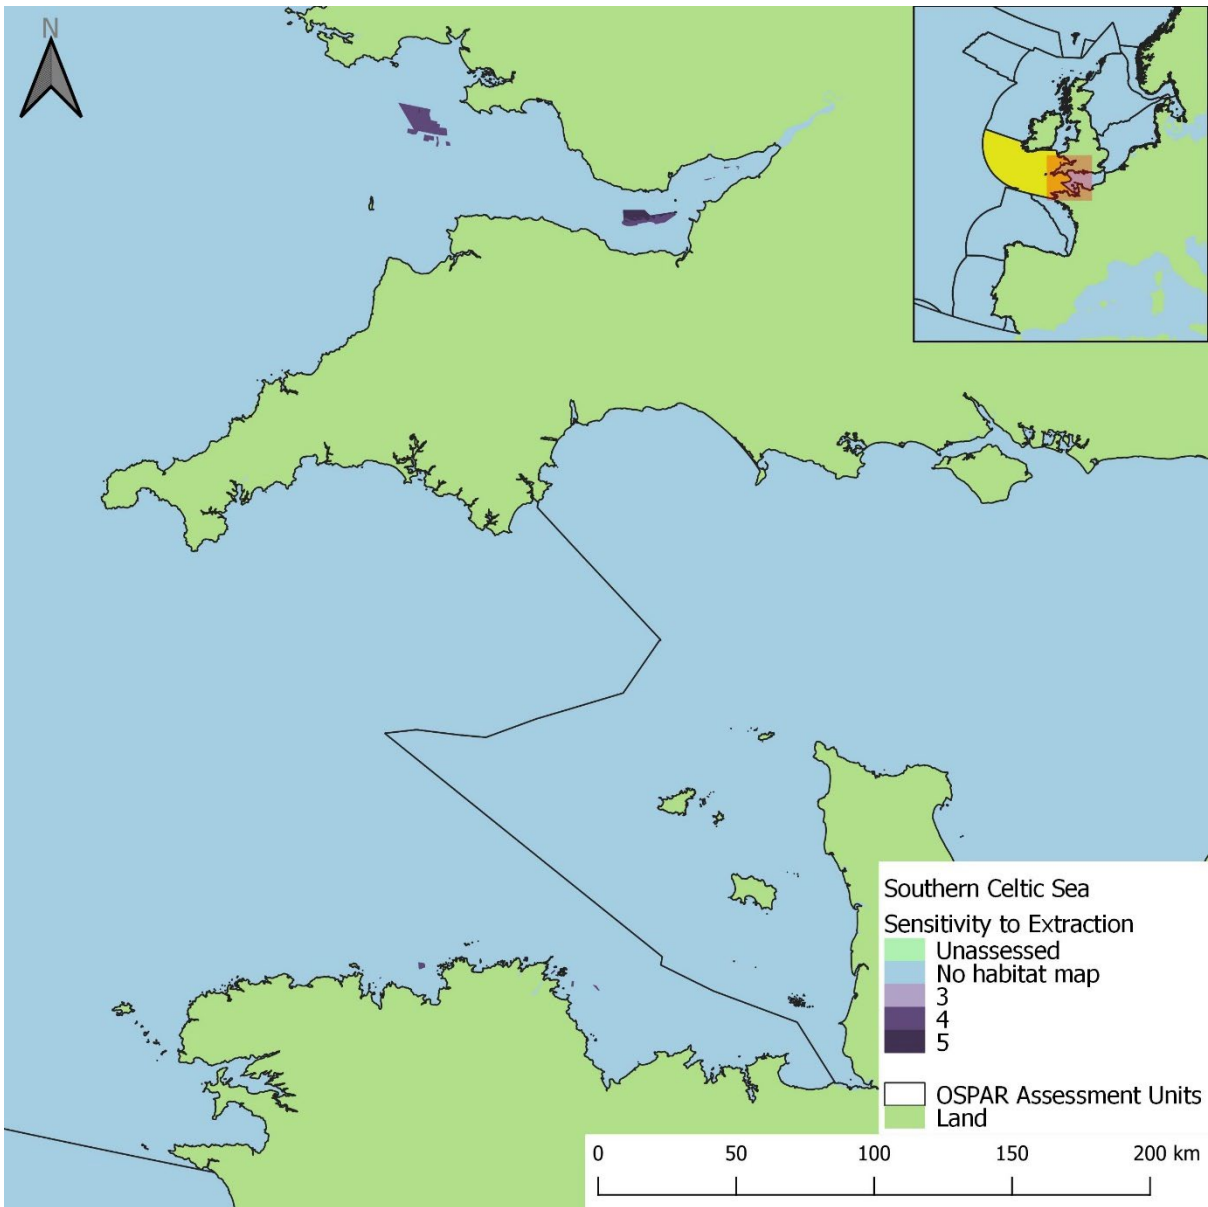 N
Southern Celtic Sea
Sensitivity to Extraction
Unassessed
No habitat map
3
4
5
OSPAR Assessment Units
Land
0 50 100 150 200 km